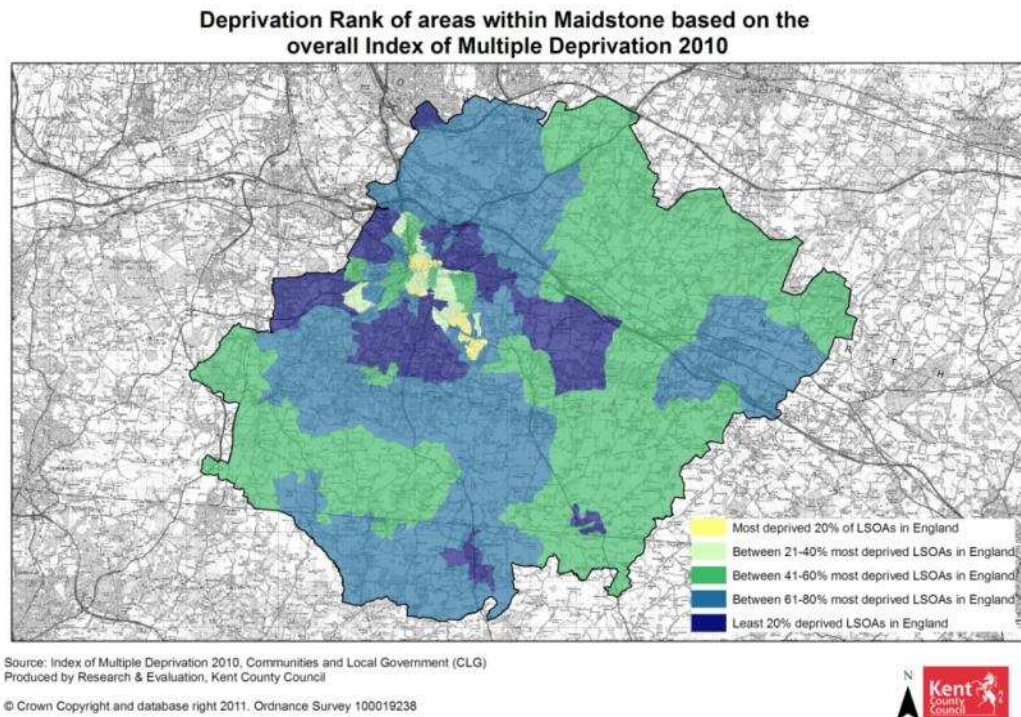 Deprivation Rank of areas within Maidstone based on the
overall Index of Multiple Deprivation 2010
Most deprived 20% of LSOAs in England
Between 21-40% most deprived LSOAs in England
Between 41-60% most deprived LSOAs in England
Between 61-80% most deprived LSOAs in England
Least 20% deprived LSOAs in England
Source: Index of Multiple Deprivation 2010, Communities and Local Government (CLG)
Produced by Research & Evaluation, Kent County Council
© Crown Copyright and database right 2011. Ordnance Survey 100019238
N
Kent
County
Council
2